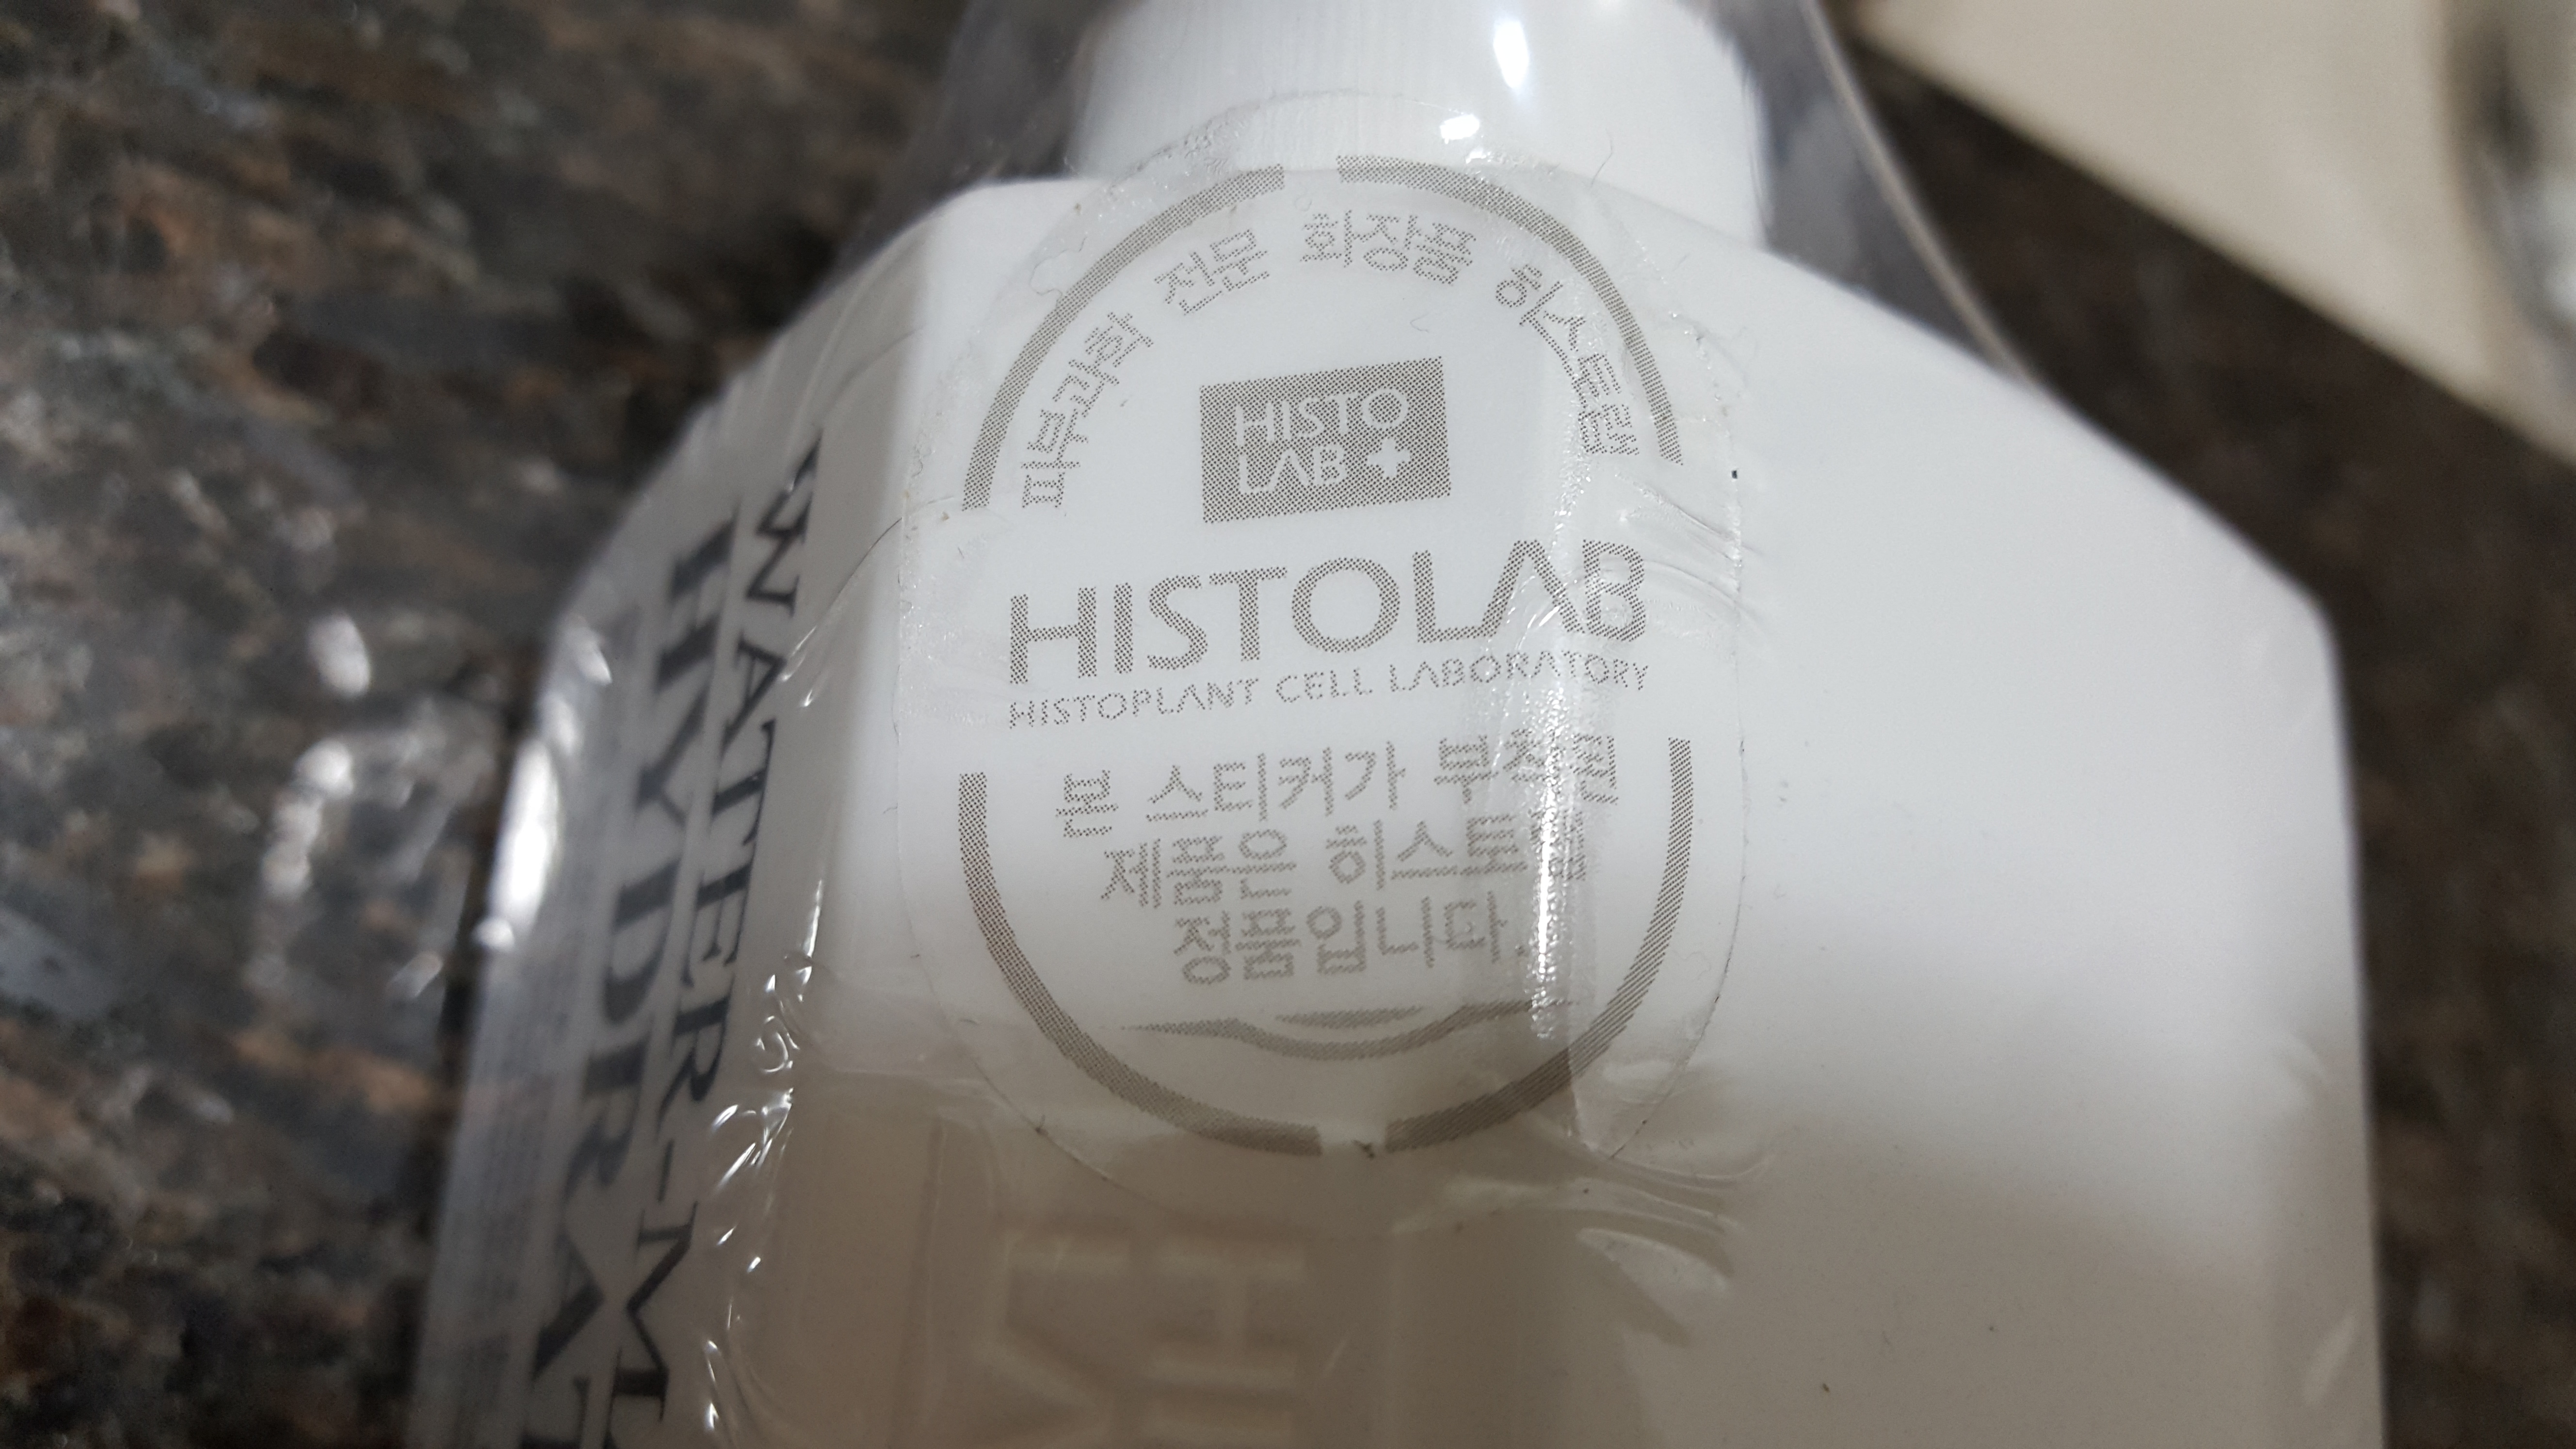 피부과학 전문 화장품 히스토랩
HISTO
LAB
HISTOLAB
HISTOPLANT CELL LABORATORY
본 스티커가 부착된
제품은 히스토랩
정품입니다.
WATER-M
HYDRA